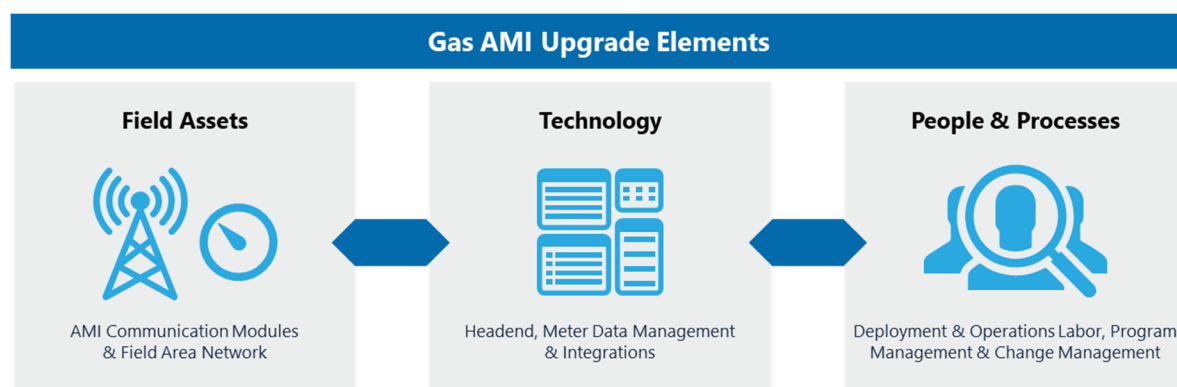 Gas AMI Upgrade Elements
Field Assets
AMI Communication Modules
& Field Area Network
Technology
Headend, Meter Data Management
& Integrations
People & Processes
Deployment & Operations Labor, Program
Management & Change Management